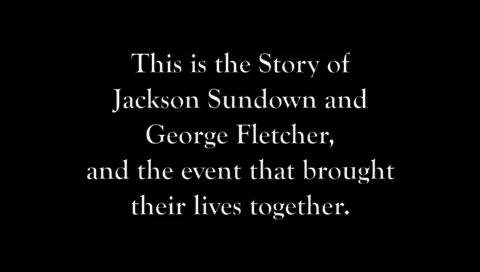 This is the Story of
Jackson Sundown and
George Fletcher,
and the event that brought
their lives together.